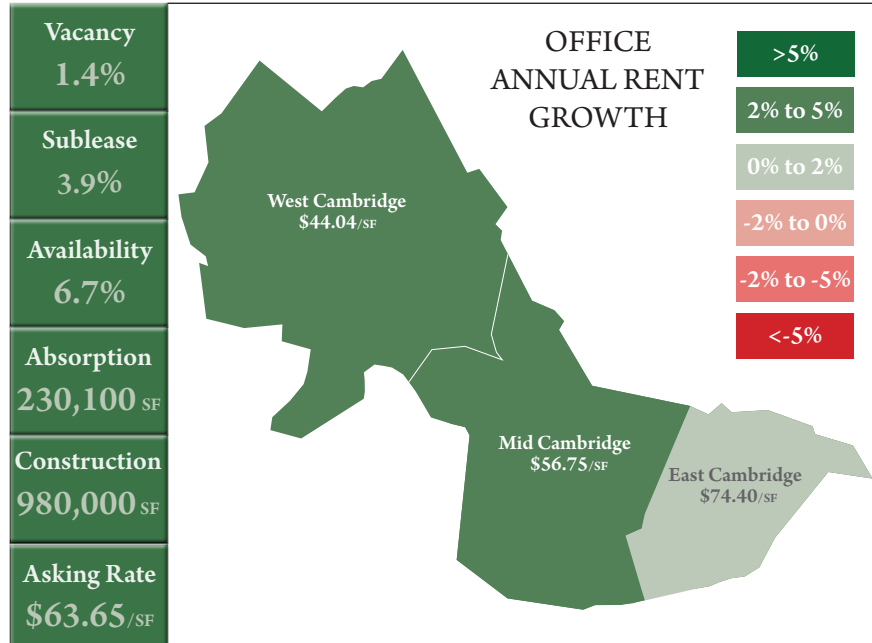 Vacancy
1.4%
Sublease
3.9%
Availability
6.7%
Absorption
230,100 SF
Construction
980,000 SF
Asking Rate
$63.65/SF
OFFICE
ANNUAL RENT
GROWTH
>5%
2% to 5%
0% to 2%
-2% to 0%
-2% to -5%
<-5%
West Cambridge
$44.04/SF
Mid Cambridge
$56.75/SF
East Cambridge
$74.40/SF